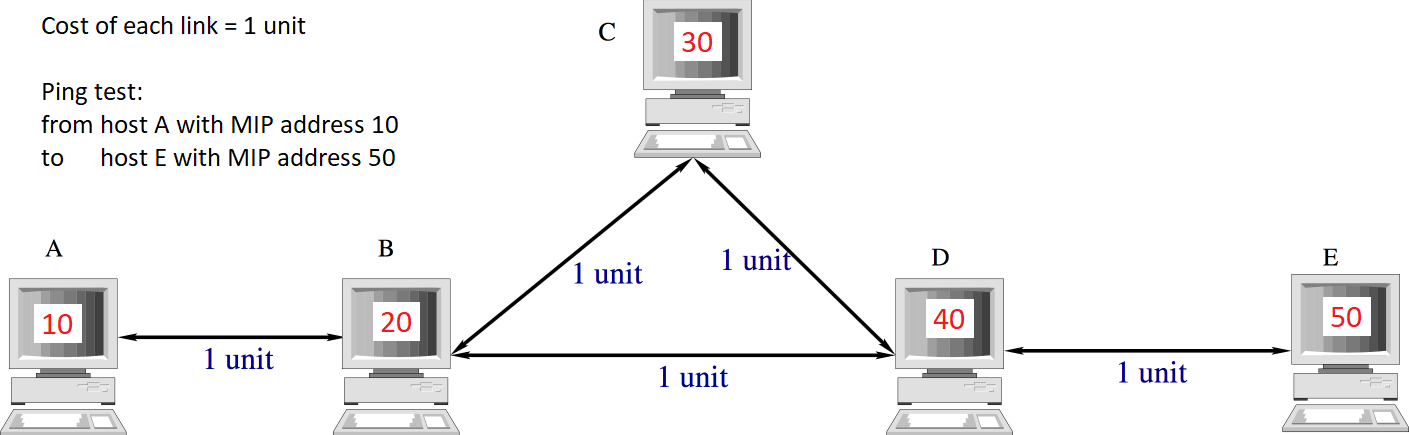 Cost of each link = 1 unit
Ping test:
from host A with MIP address 10
to host E with MIP address 50
C
30
A
10
B
20
1 unit
1 unit
1 unit
1 unit
D
40
E
50
1 unit